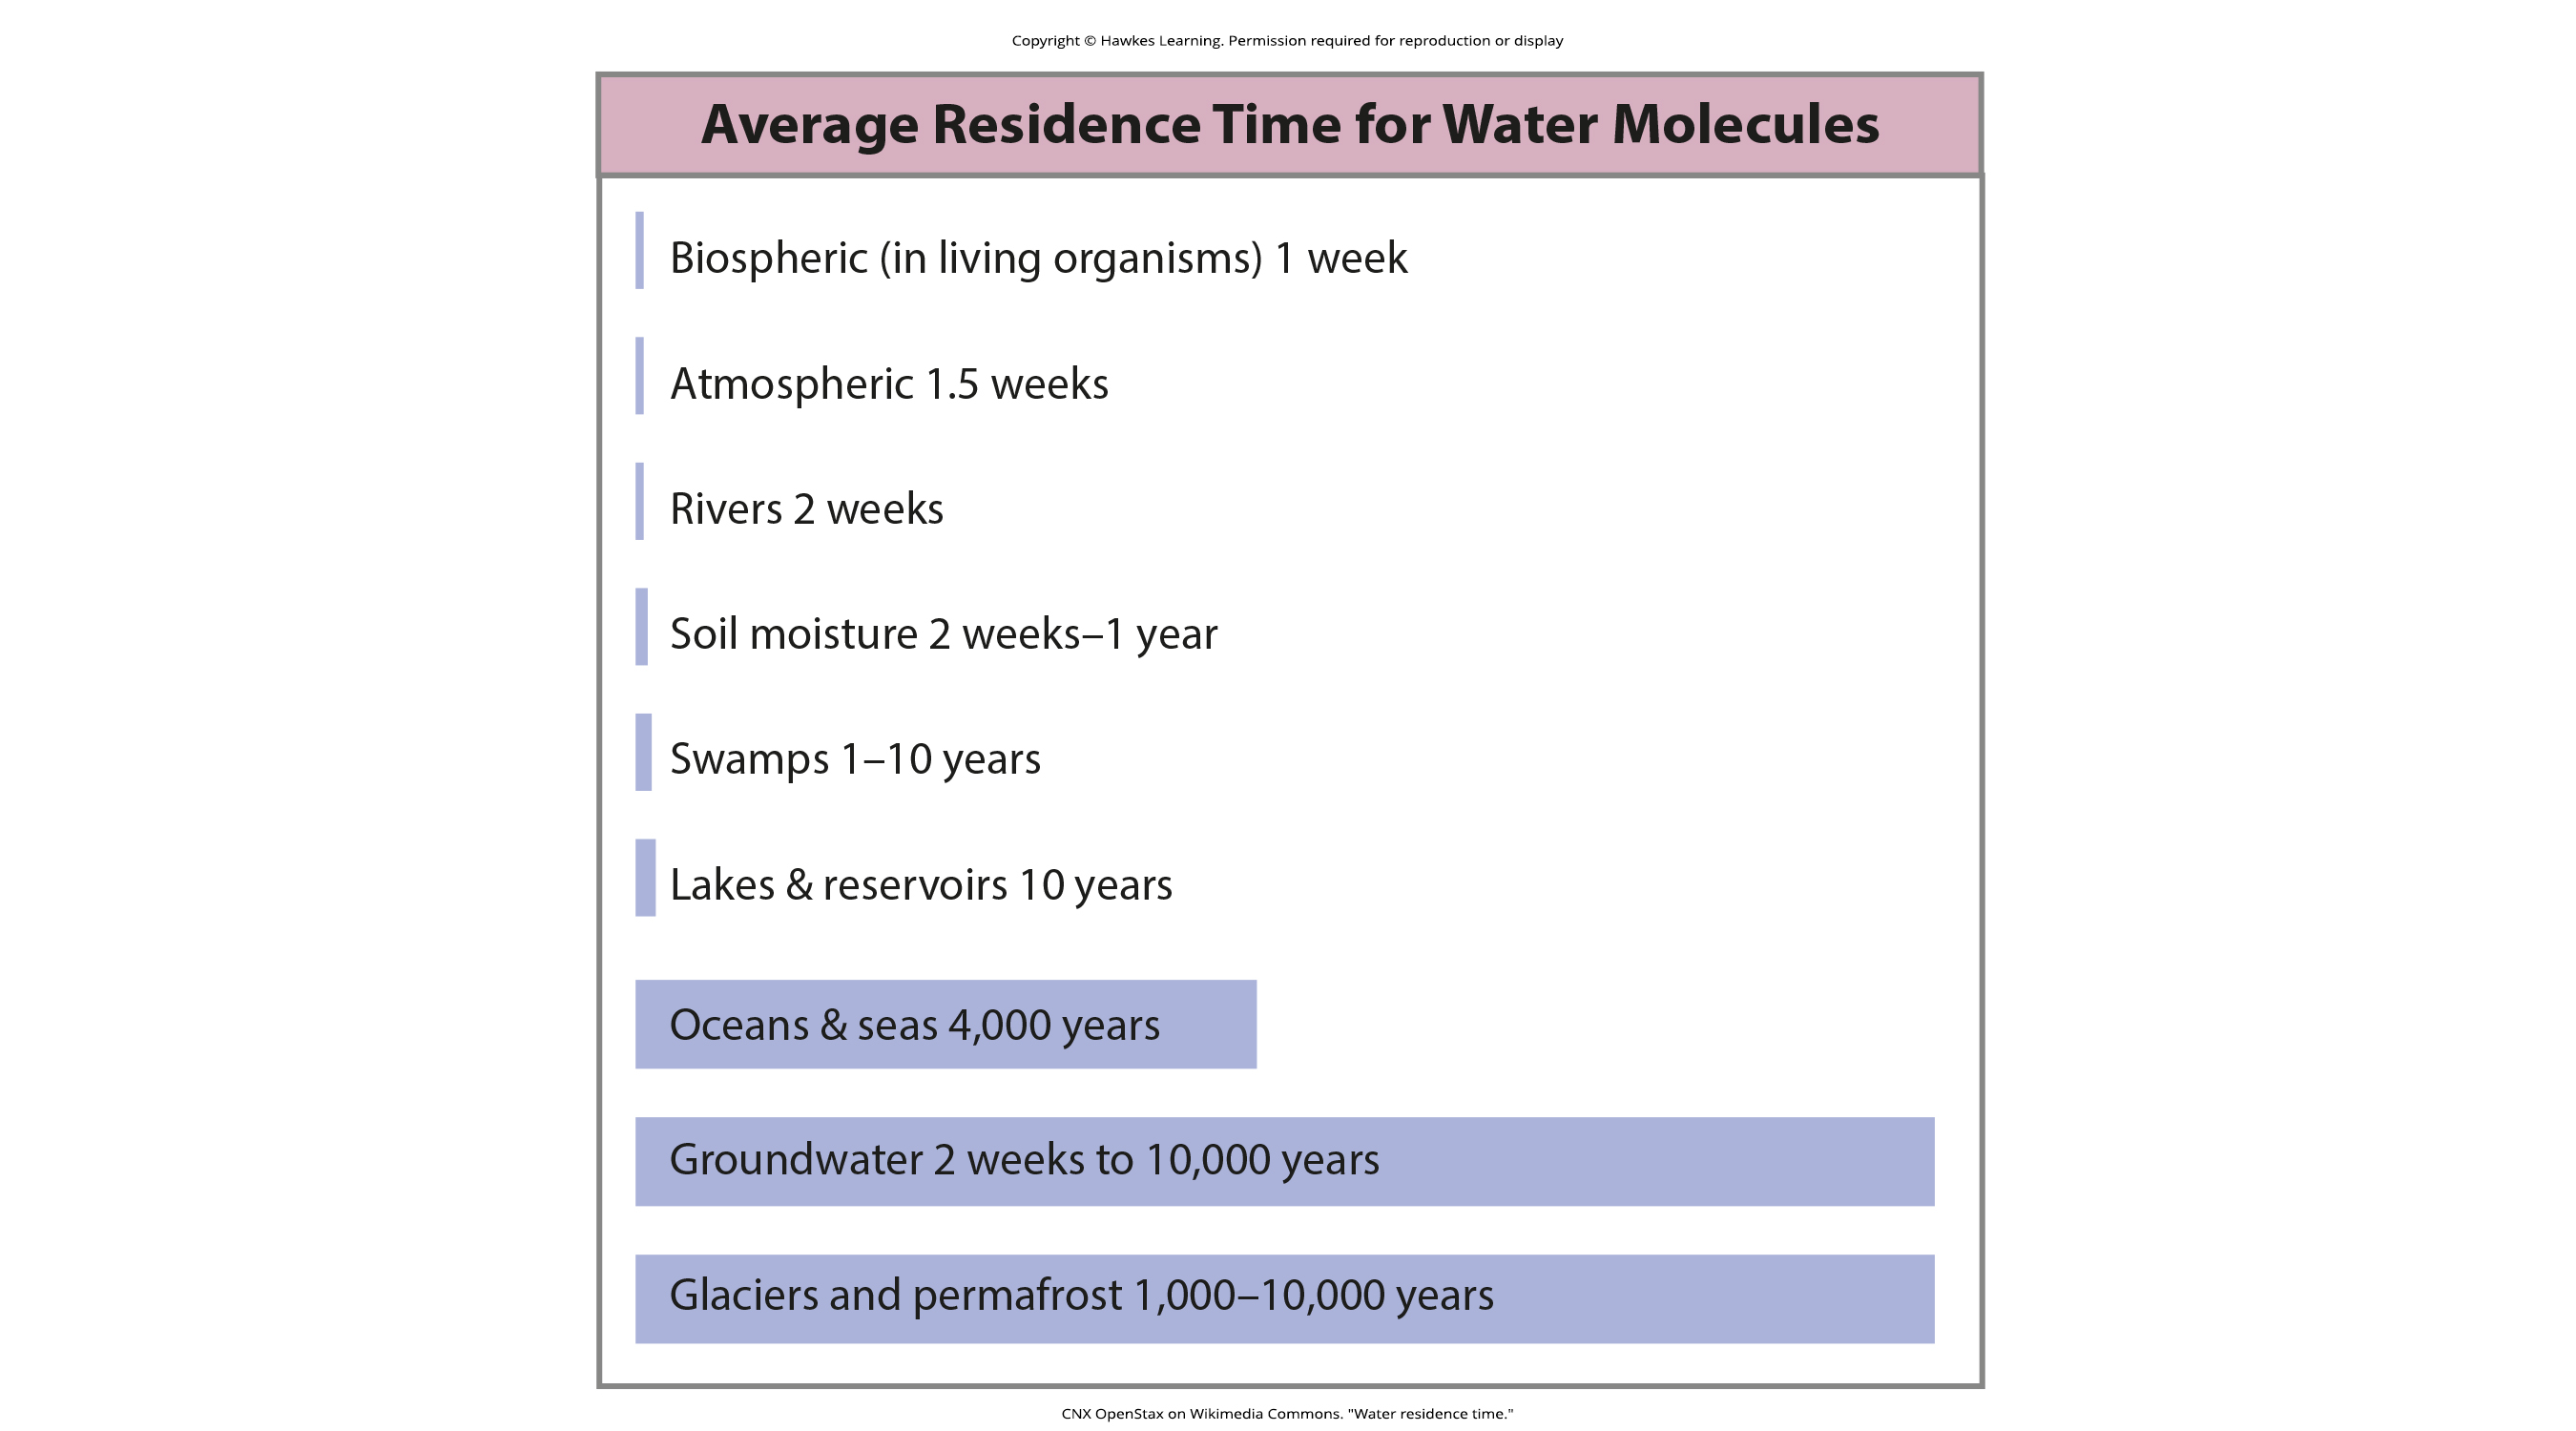 Copyright © Hawkes Learning. Permission required for reproduction or display
Average Residence Time for Water Molecules
Biospheric (in living organisms) 1 week
Atmospheric 1.5 weeks
Rivers 2 weeks
Soil moisture 2 weeks–1 year
Swamps 1–10 years
Lakes & reservoirs 10 years
Oceans & seas 4,000 years
Groundwater 2 weeks to 10,000 years
Glaciers and permafrost 1,000–10,000 years
CNX OpenStax on Wikimedia Commons. "Water residence time."